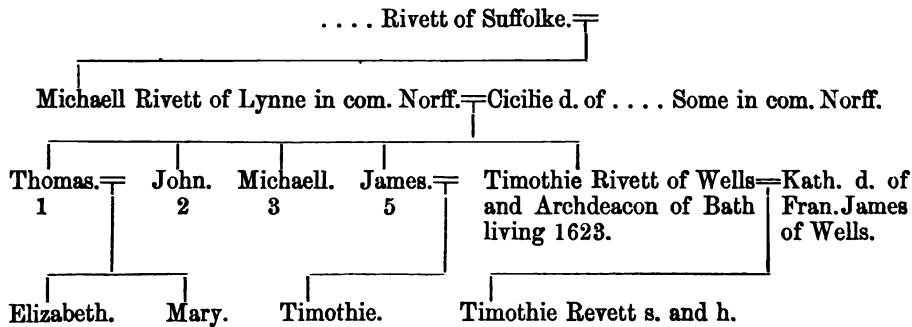 .... Rivett of Suffolke.
Michaell Rivett of Lynne in com. Norff. Cicilie d. of .... Some in com. Norff.
Thomas. John. Michaell. James. Timothie Rivett of Wells Kath. d. of
1 2 3 5 and Archdeacon of Bath Fran. James
living 1623. of Wells.
Elizabeth. Mary. Timothie. Timothie Revett s. and h.